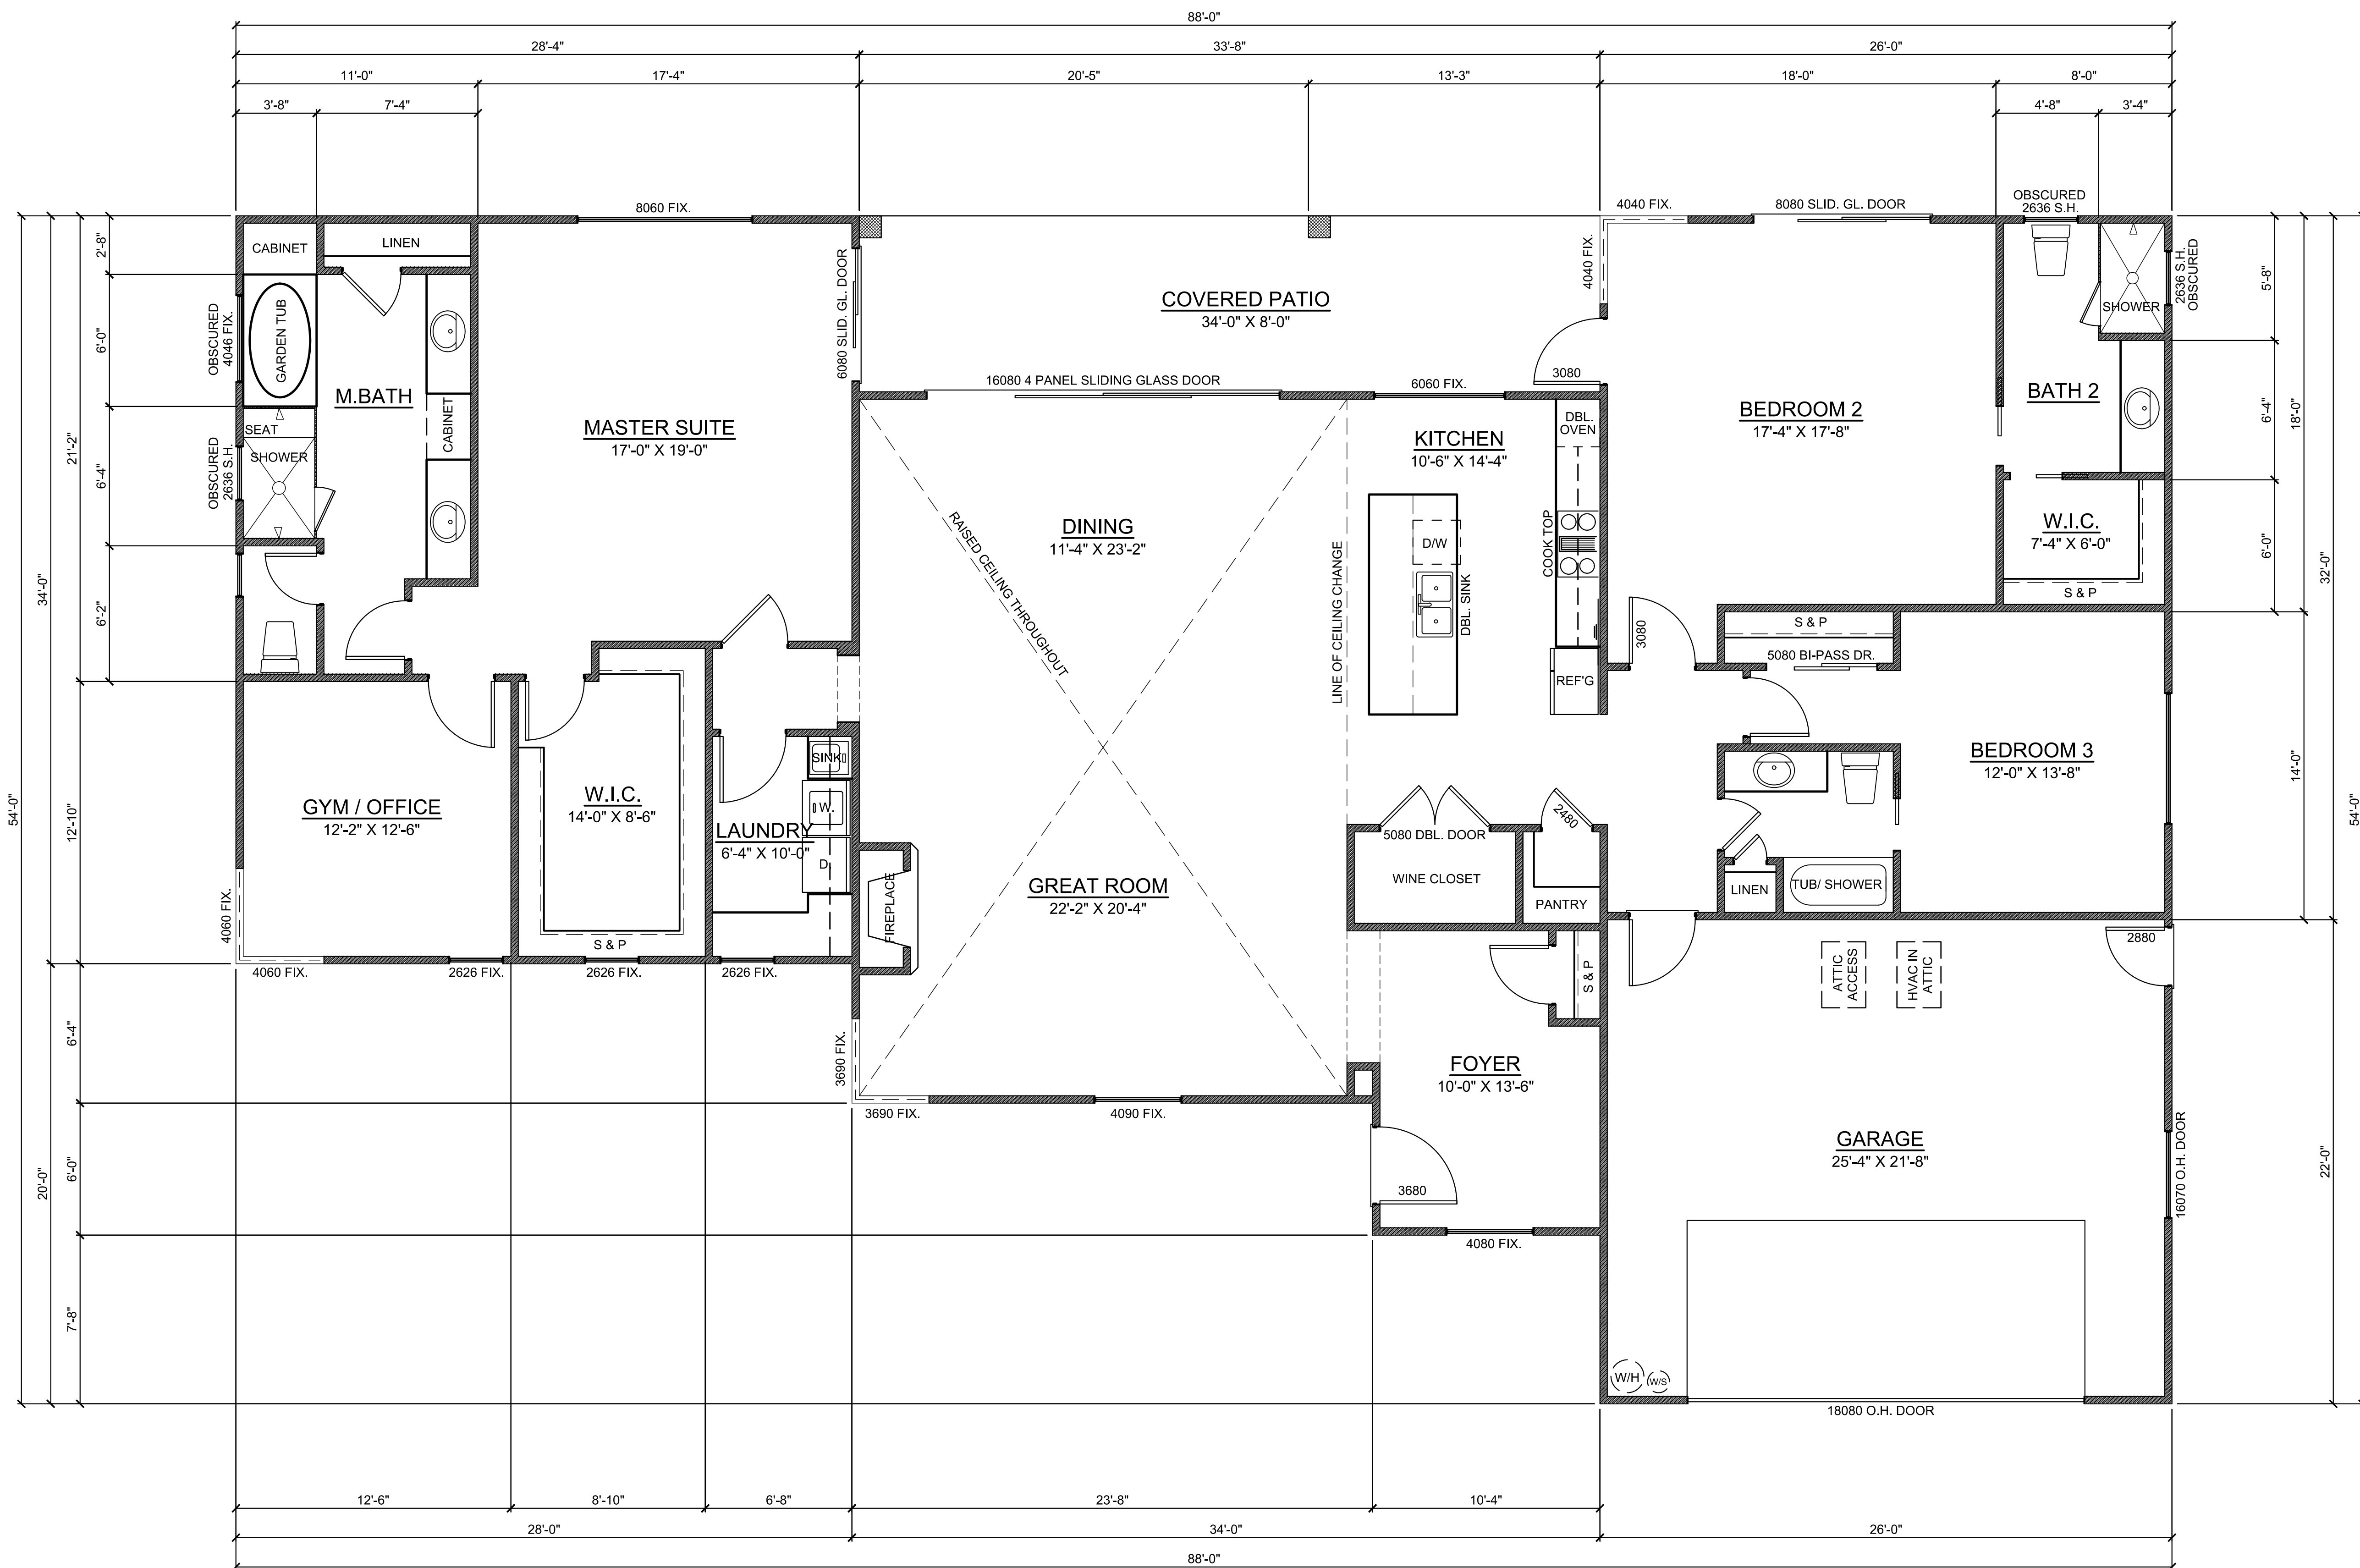 88'-0"
28'-4"
33'-8"
26'-0"
11'-0"
17'-4"
20'-5"
13'-3"
18'-0"
8'-0"
3'-8"
7'-4"
4'-8"
3'-4"
8060 FIX.
4040 FIX.
8080 SLID. GL. DOOR
OBSCURED
2636 S.H.
2'-8"
6'-0"
6'-4"
6'-2"
21'-2"
12'-10"
34'-0"
54'-0"
20'-0"
6'-4"
6'-0"
7'-8"
CABINET
LINEN
OBSCURED
4046 FIX.
GARDEN TUB
M.BATH
CABINET
SEAT
SHOWER
OBSCURED
2636 S.H.
MASTER SUITE
17'-0" X 19'-0"
6080 SLID. GL. DOOR
COVERED PATIO
34'-0" X 8'-0"
4040 FIX.
3080
16080 4 PANEL SLIDING GLASS DOOR
6060 FIX.
DBL.
OVEN
KITCHEN
10'-6" X 14'-4"
COOK TOP
D/W
DBL. SINK
REF'G
DINING
11'-4" X 23'-2"
RAISED CEILING THROUGHOUT
LINE OF CEILING CHANGE
BEDROOM 2
17'-4" X 17'-8"
BATH 2
SHOWER
2636 S.H.
OBSCURED
W.I.C.
7'-4" X 6'-0"
S & P
5'-8"
6'-4"
6'-0"
18'-0"
32'-0"
14'-0"
54'-0"
22'-0"
3080
S & P
5080 BI-PASS DR.
BEDROOM 3
12'-0" X 13'-8"
LINEN
TUB/ SHOWER
GYM / OFFICE
12'-2" X 12'-6"
W.I.C.
14'-0" X 8'-6"
S & P
SINK
W.
LAUNDRY
6'-4" X 10'-0"
D
FIREPLACE
GREAT ROOM
22'-2" X 20'-4"
5080 DBL. DOOR
WINE CLOSET
2480
PANTRY
4060 FIX.
4060 FIX.
2626 FIX.
2626 FIX.
2626 FIX.
3690 FIX.
3690 FIX.
4090 FIX.
S & P
FOYER
10'-0" X 13'-6"
3680
4080 FIX.
ATTIC
ACCESS
HVAC IN
ATTIC
2880
GARAGE
25'-4" X 21'-8"
16070 O.H. DOOR
W/H
W/S
18080 O.H. DOOR
12'-6"
8'-10"
6'-8"
23'-8"
10'-4"
28'-0"
34'-0"
26'-0"
88'-0"